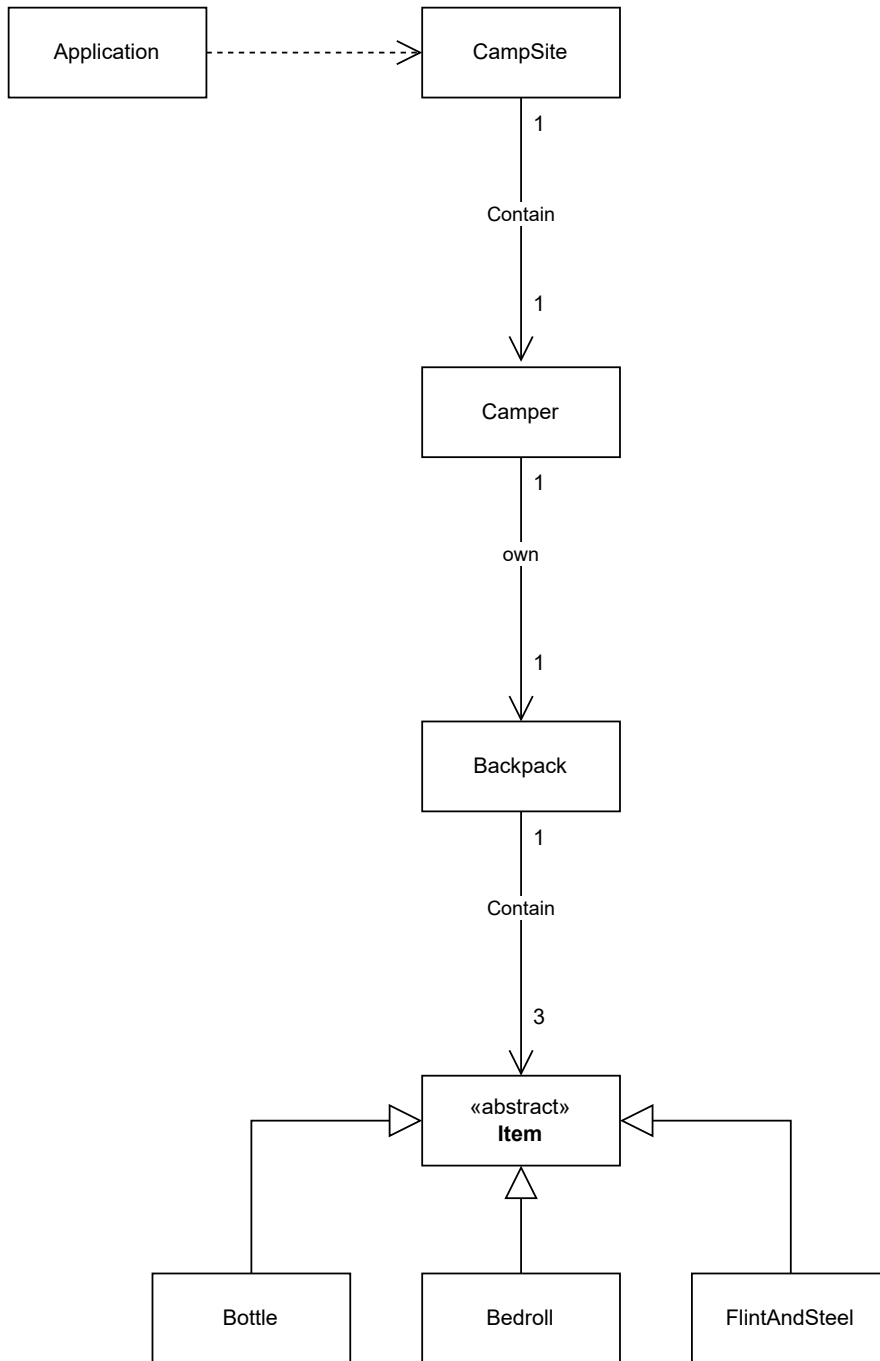 Application
CampSite
1
Contain
1
Camper
1
own
1
Backpack
1
Contain
3
«abstract»
Item
Bottle
Bedroll
FlintAndSteel